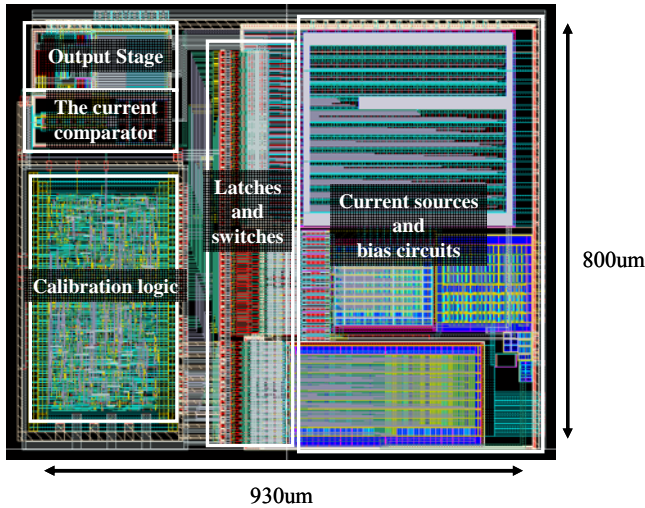 Output Stage
The current
comparator
Latches
and
switches
Current sources
and
bias circuits
Calibration logic
800um
930um